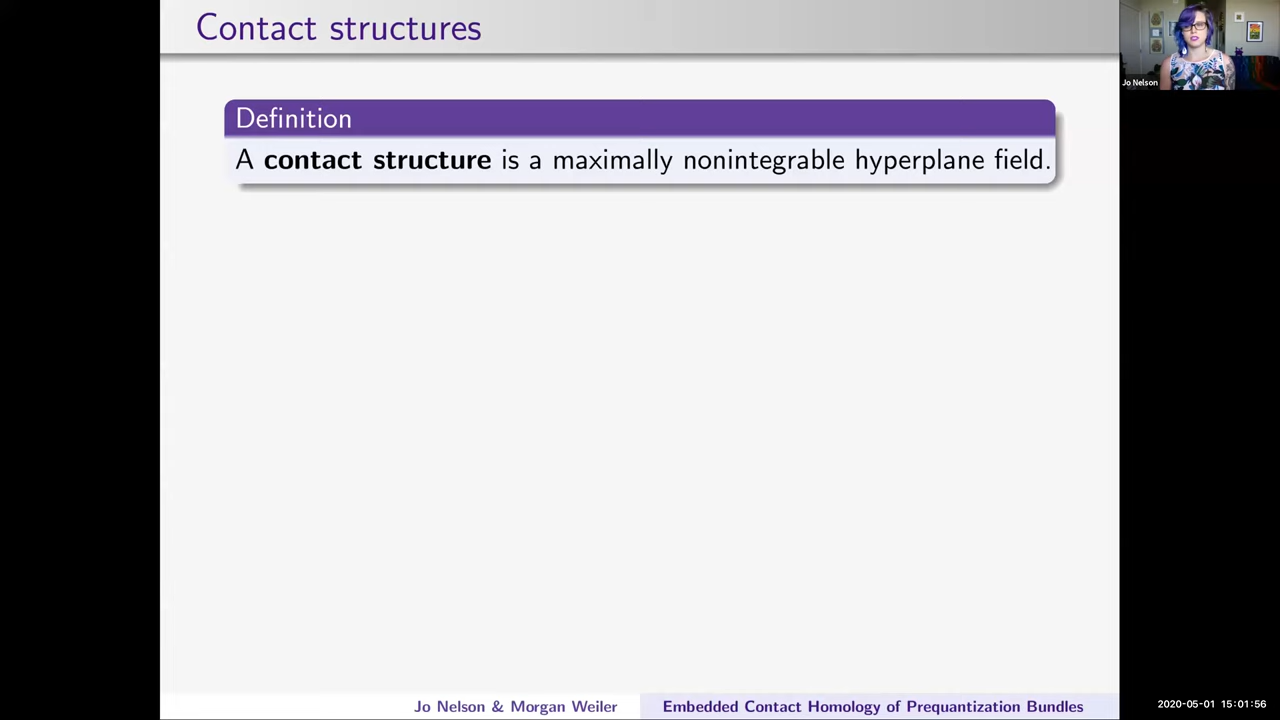 Contact structures
Jo Nelson
Definition
A contact structure is a maximally nonintegrable hyperplane field.
Jo Nelson & Morgan Weiler
Embedded Contact Homology of Prequantization Bundles
2020-05-01 15:01:56